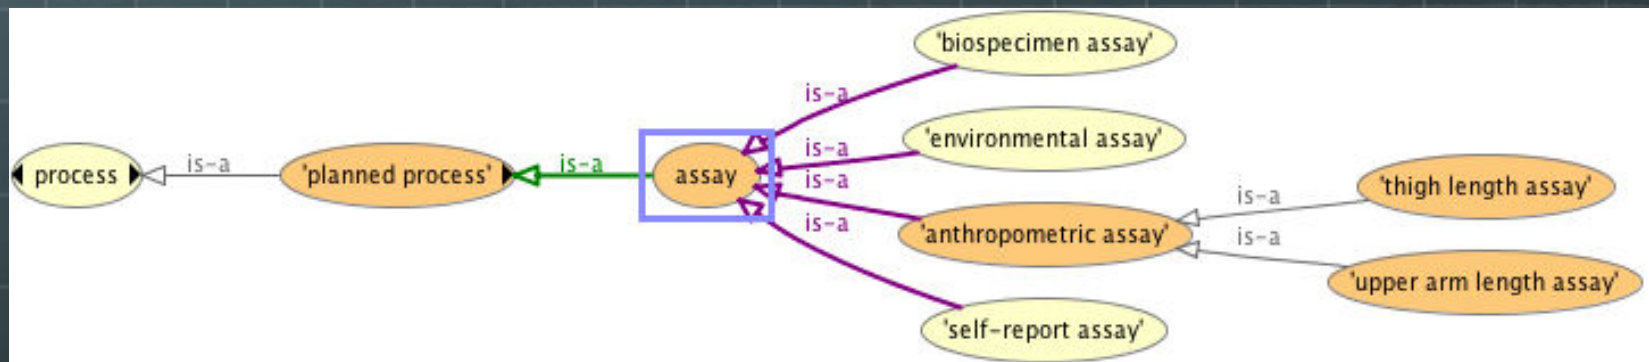 'biospecimen assay'
is-a
is-a
'environmental assay'
process
is-a
'planned process'
is-a
assay
is-a
'thigh length assay'
is-a
'anthropometric assay'
is-a
is-a
'upper arm length assay'
'self-report assay'